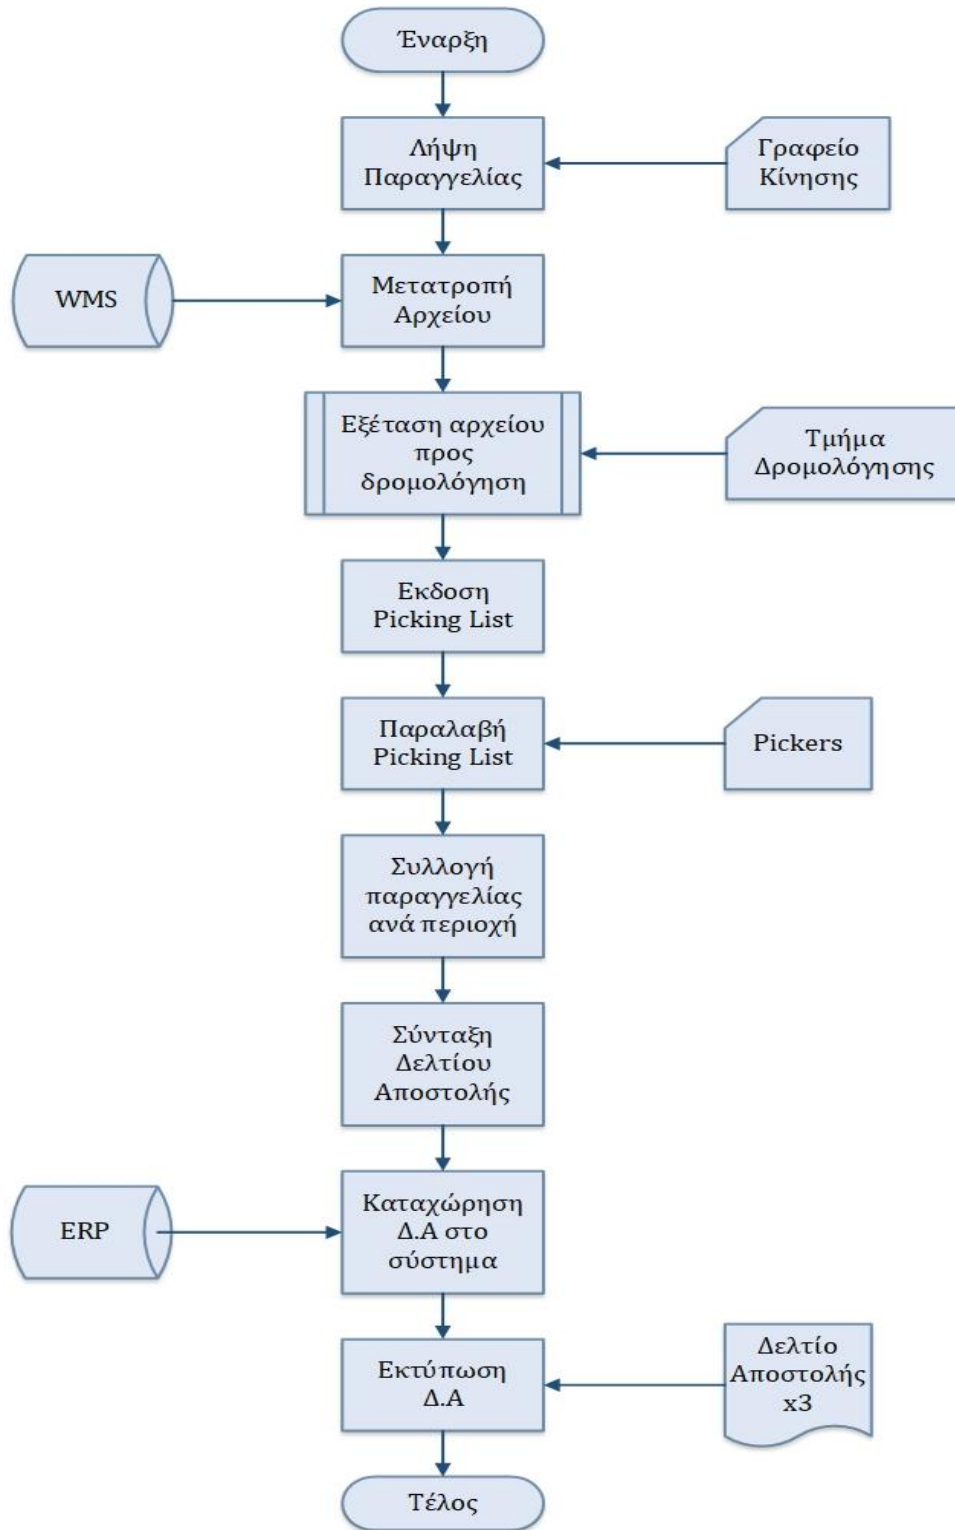 Έναρξη
Λήψη
Παραγγελίας
Γραφείο
Κίνησης
WMS
Μετατροπή
Αρχείου
Εξέταση αρχείου
προς
δρομολόγηση
Τμήμα
Δρομολόγησης
Εκδοση
Picking List
Παραλαβή
Picking List
Pickers
Συλλογή
παραγγελίας
ανά περιοχή
Σύνταξη
Δελτίου
Αποστολής
ERP
Καταχώρηση
Δ.Α στο
σύστημα
Εκτύπωση
Δ.Α
Δελτίο
Αποστολής
x3
Τέλος